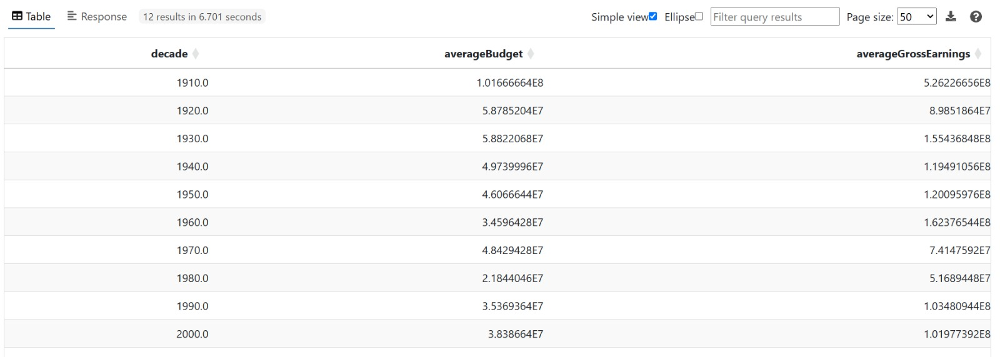 Table Response 12 results in 6.701 seconds Simple view Ellipse Filter query results Page size: 50
decade averageBudget averageGrossEarnings
1910.0 1.01666664E8 5.26226656E8
1920.0 5.8785204E7 8.9851864E7
1930.0 5.8822068E7 1.55436848E8
1940.0 4.9739996E7 1.19491056E8
1950.0 4.6066644E7 1.20095976E8
1960.0 3.4596428E7 1.62376544E8
1970.0 4.8429428E7 7.4147592E7
1980.0 2.1844046E7 5.1689448E7
1990.0 3.5369364E7 1.03480944E8
2000.0 3.838664E7 1.01977392E8